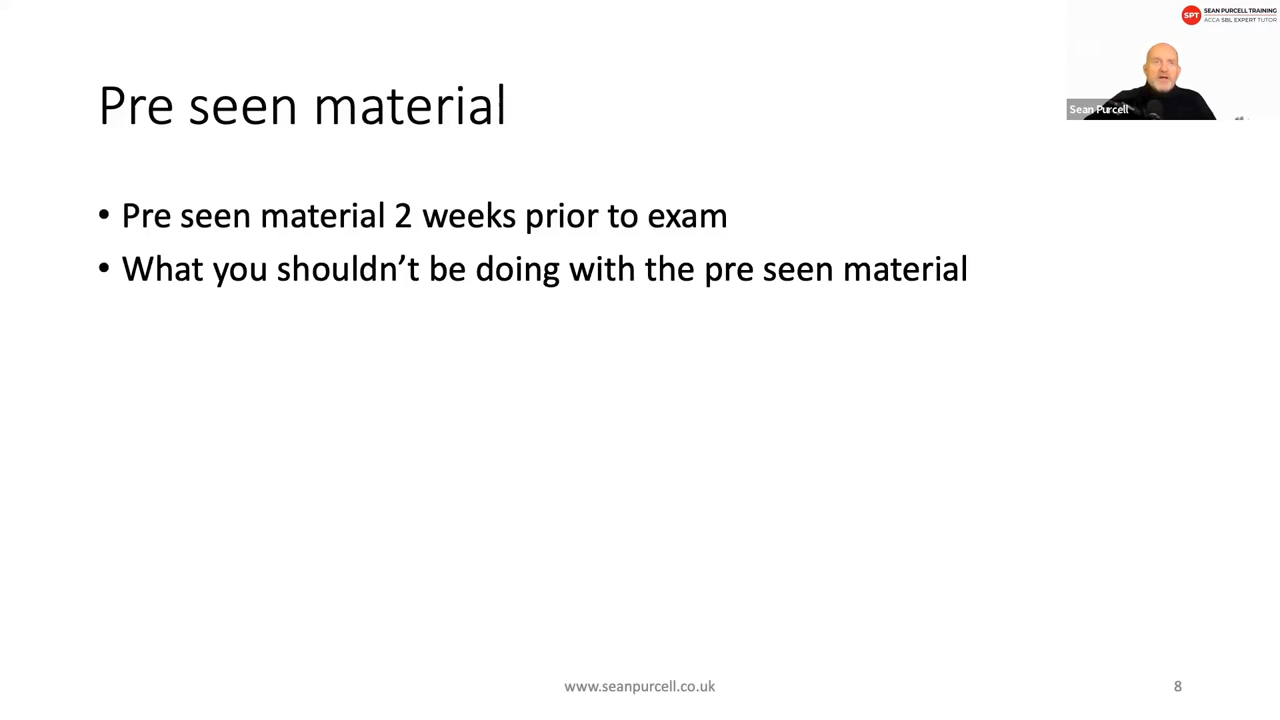 SPT
SEAN PURCELL TRAINING
ACCA SBL EXPERT TUTOR
Sean Purcell
Pre seen material
• Pre seen material 2 weeks prior to exam
• What you shouldn’t be doing with the pre seen material
www.seanpurcell.co.uk
8